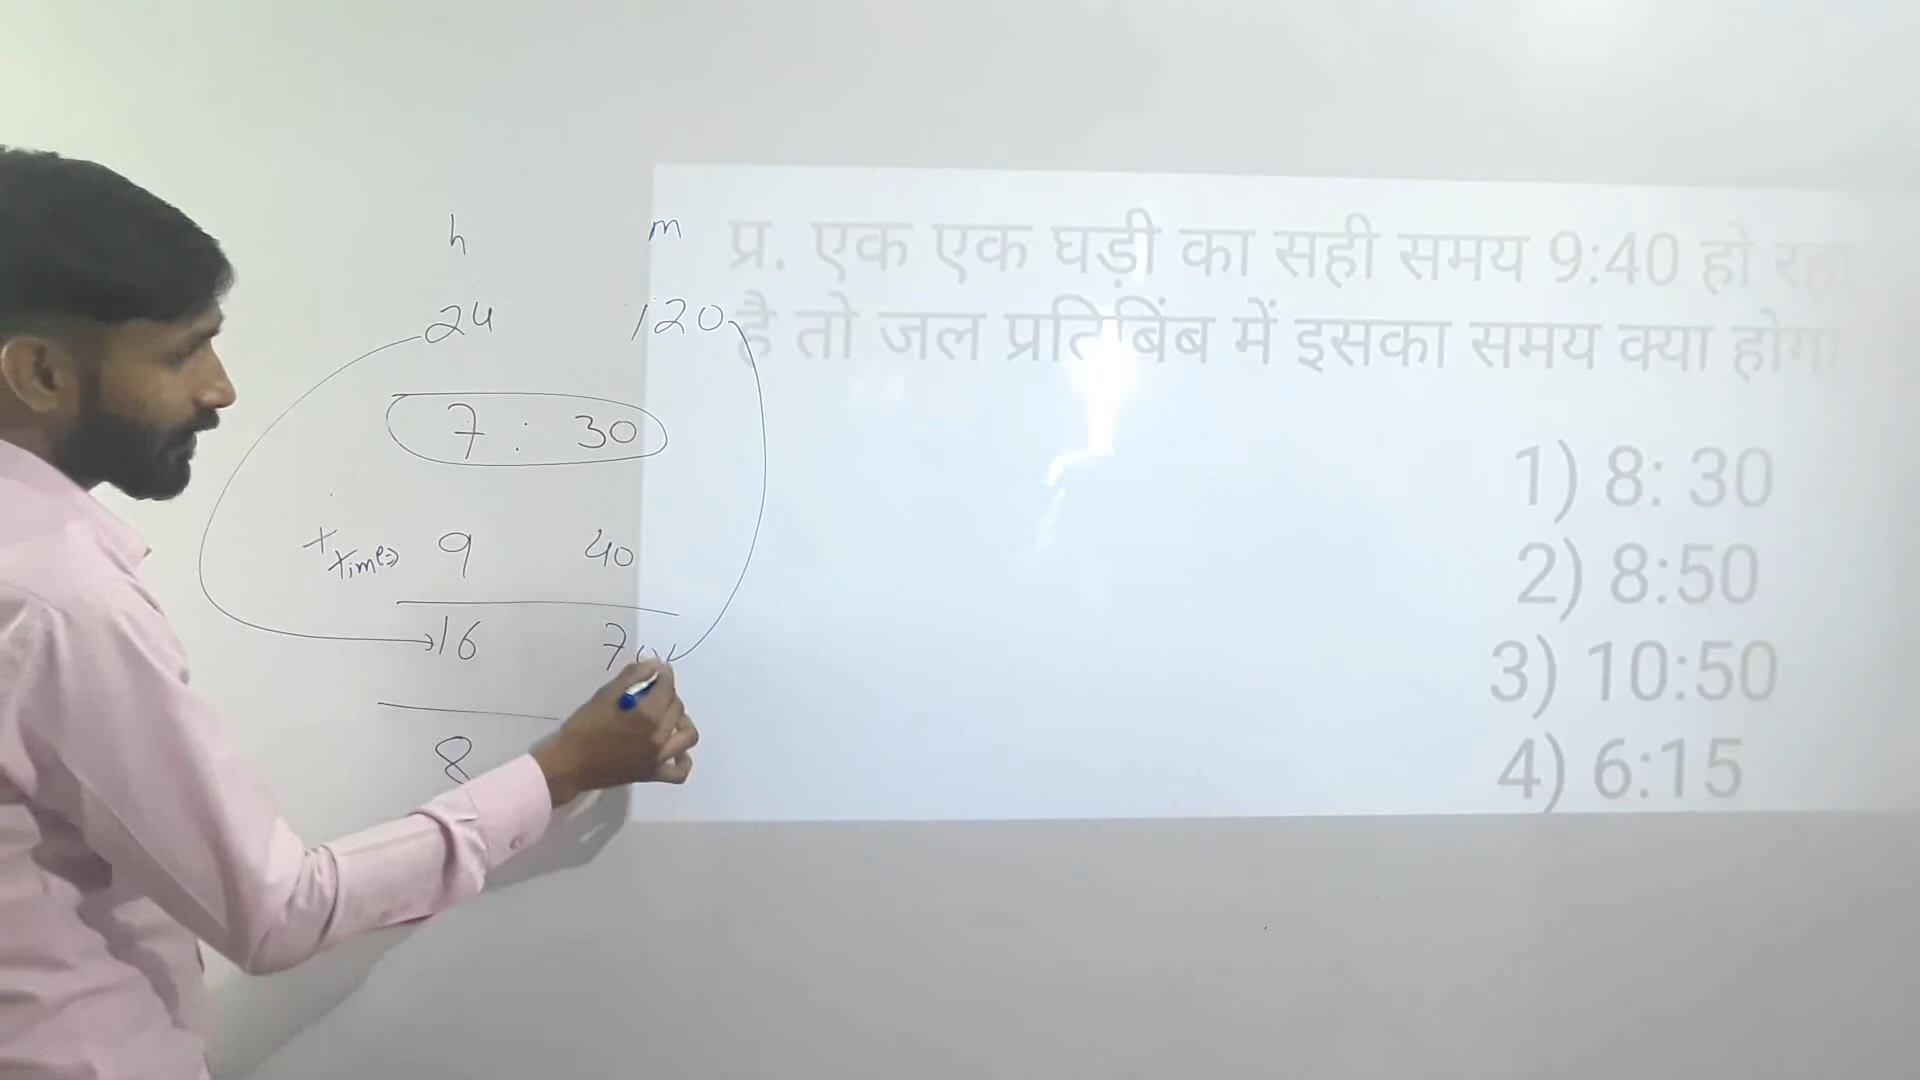 h m
24 120
7 : 30
+ Time⇒ 9 40
16 70
8
प्र. एक एक घड़ी का सही समय 9:40 हो रहा
है तो जल प्रतिबिंब में इसका समय क्या होगा
1) 8: 30
2) 8:50
3) 10:50
4) 6:15